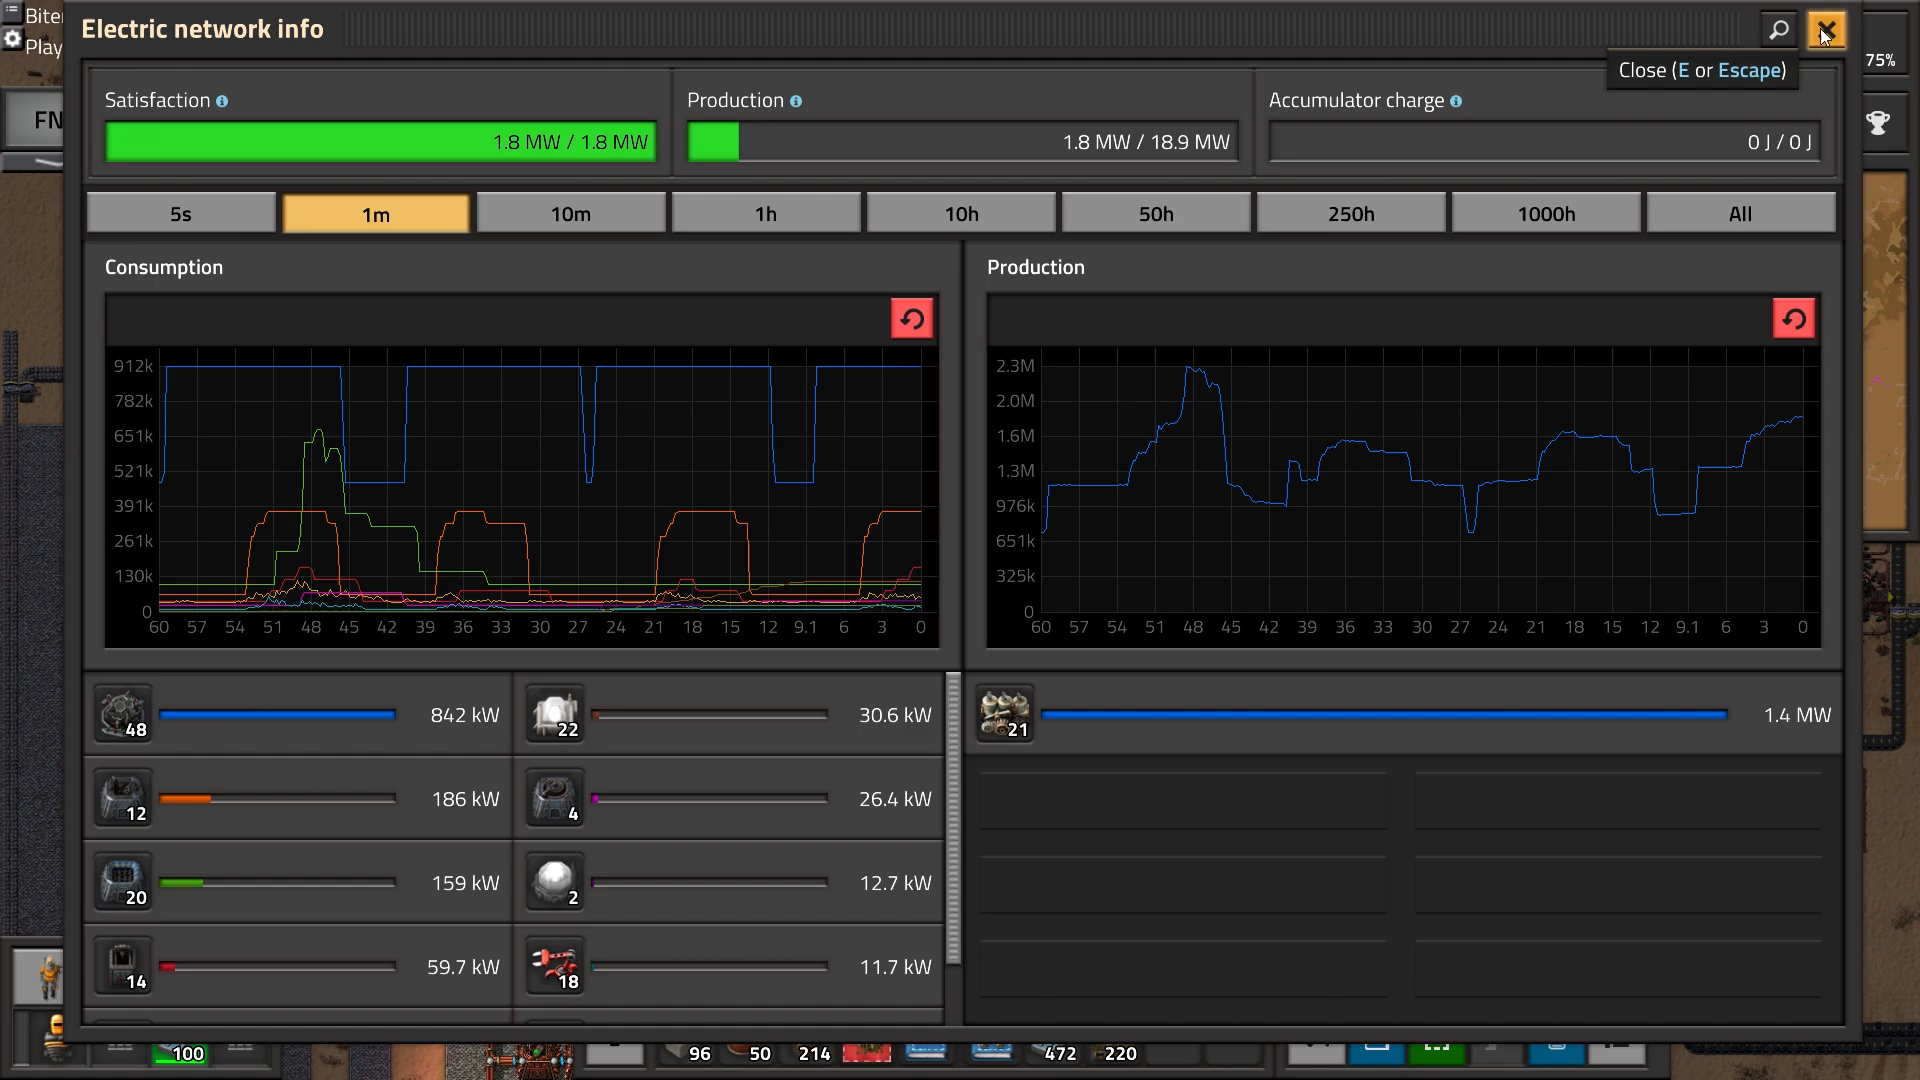 Biter
Play
Electric network info
75%
Close (E or Escape)
FN
Satisfaction
1.8 MW / 1.8 MW
Production
1.8 MW / 18.9 MW
Accumulator charge
0 J / 0 J
5s 1m 10m 1h 10h 50h 250h 1000h All
Consumption
912k
782k
651k
521k
391k
261k
130k
0
60 57 54 51 48 45 42 39 36 33 30 27 24 21 18 15 12 9.1 6 3 0
Production
2.3M
2.0M
1.6M
1.3M
976k
651k
325k
0
60 57 54 51 48 45 42 39 36 33 30 27 24 21 18 15 12 9.1 6 3 0
48 842 kW
22 30.6 kW
12 186 kW
4 26.4 kW
20 159 kW
2 12.7 kW
14 59.7 kW
18 11.7 kW
21 1.4 MW
100
96 50 214 472 220